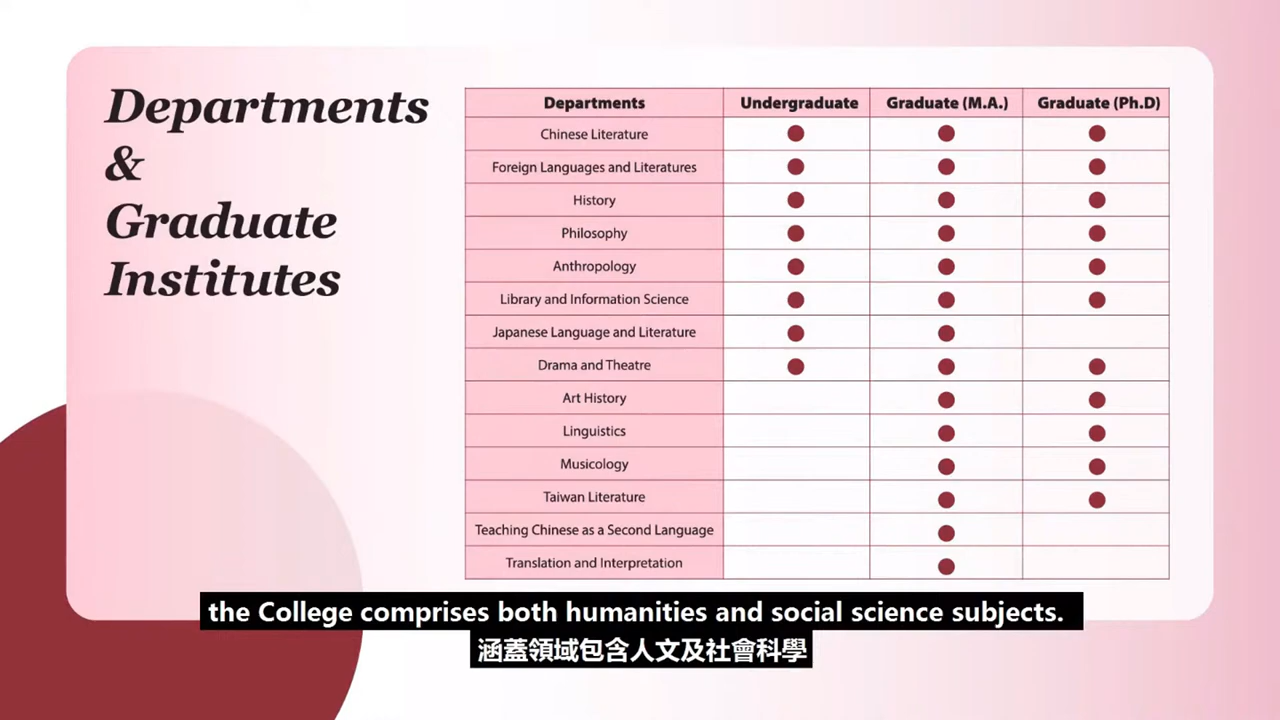 Departments
&
Graduate
Institutes
Departments Undergraduate Graduate (M.A.) Graduate (Ph.D)
Chinese Literature
Foreign Languages and Literatures
History
Philosophy
Anthropology
Library and Information Science
Japanese Language and Literature
Drama and Theatre
Art History
Linguistics
Musicology
Taiwan Literature
Teaching Chinese as a Second Language
Translation and Interpretation
the College comprises both humanities and social science subjects.
涵蓋領域包含人文及社會科學